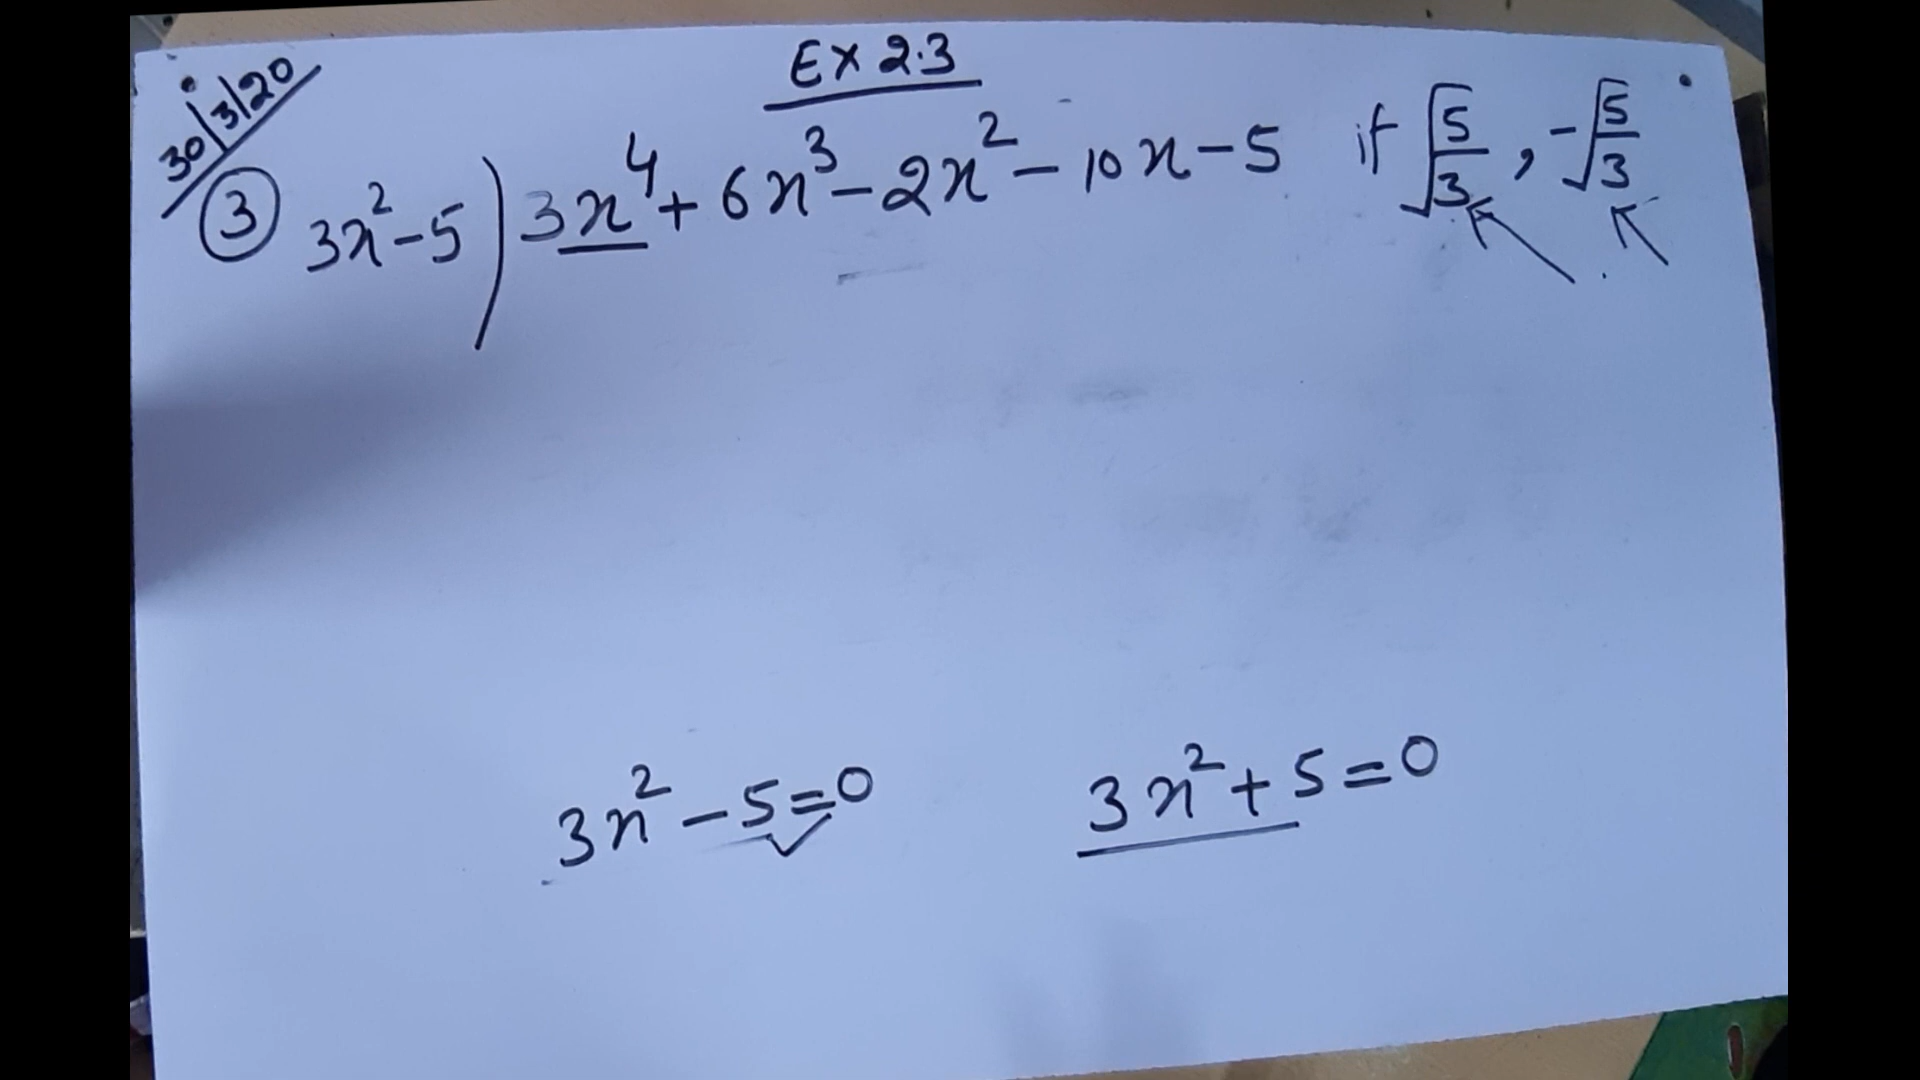 30/3/20
EX 2.3
③ 3x²-5) 3x⁴ + 6x³ - 2x² - 10x - 5 if √5/3 , -√5/3
3x² - 5 = 0
3x² + 5 = 0